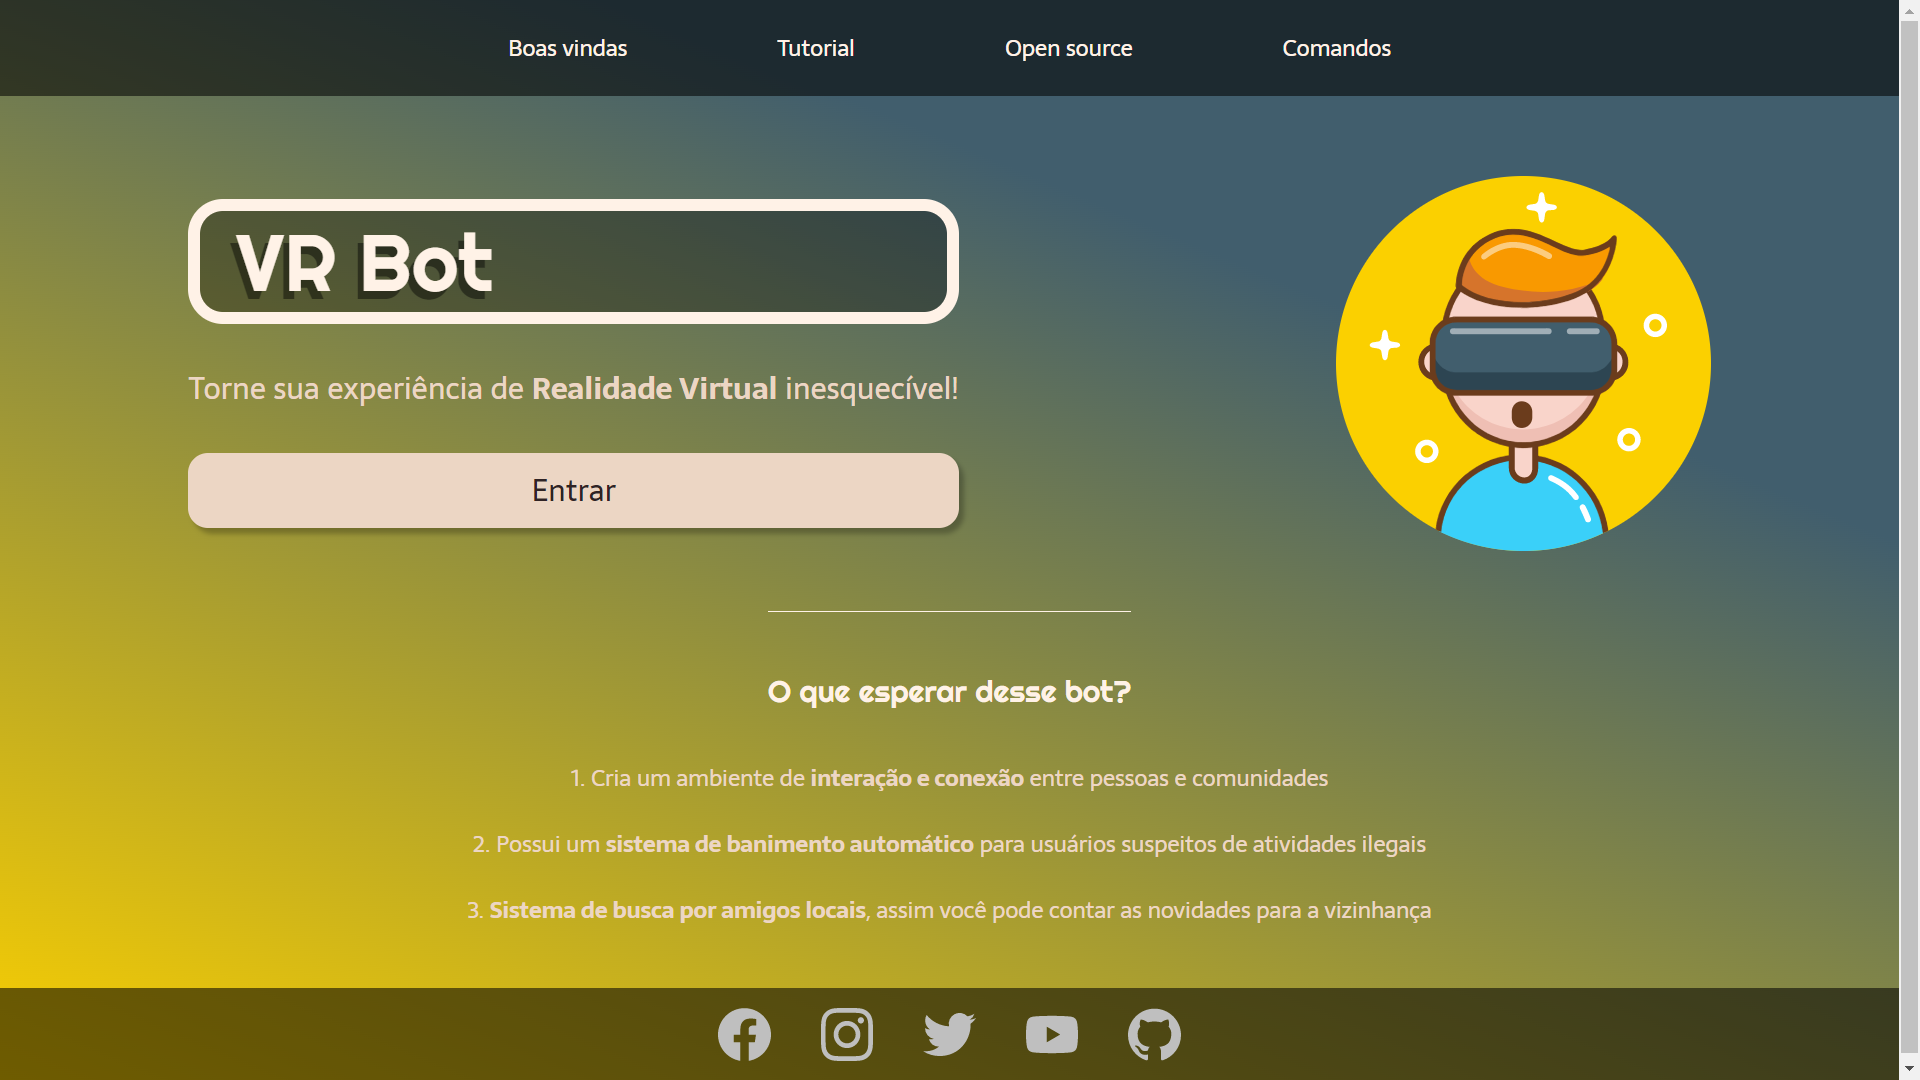 Boas vindas
Tutorial
Open source
Comandos
VR Bot
Torne sua experiência de Realidade Virtual inesquecível!
Entrar
O que esperar desse bot?
1. Cria um ambiente de interação e conexão entre pessoas e comunidades
2. Possui um sistema de banimento automático para usuários suspeitos de atividades ilegais
3. Sistema de busca por amigos locais, assim você pode contar as novidades para a vizinhança